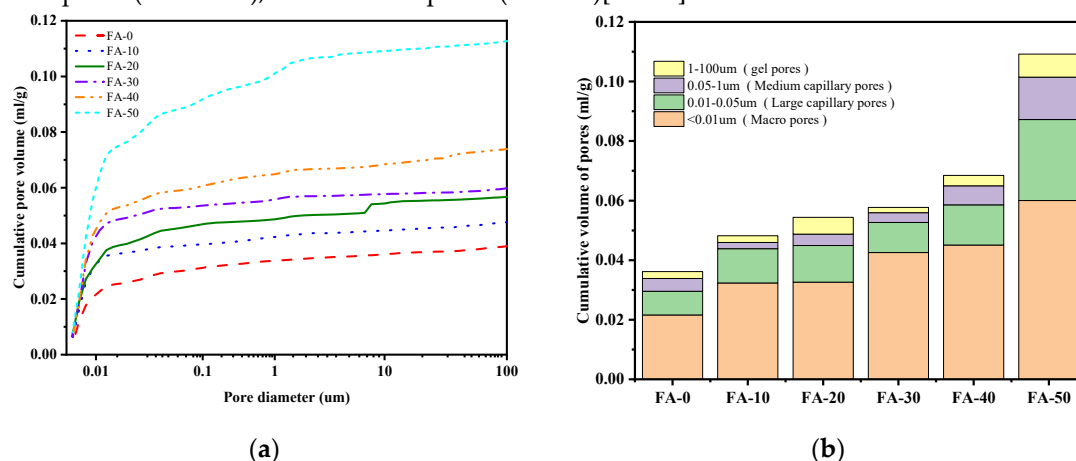 FA-0
FA-10
FA-20
FA-30
FA-40
FA-50
Cumulative pore volume (ml/g)
0.12
0.10
0.08
0.06
0.04
0.02
0.00
0.01 0.1 1 10 100
Pore diameter (um)
(a)
1-100um ( gel pores )
0.05-1um ( Medium capillary pores )
0.01-0.05um ( Large capillary pores )
<0.01um ( Macro pores )
Cumulative volume of pores (ml/g)
0.12
0.10
0.08
0.06
0.04
0.02
0.00
FA-0 FA-10 FA-20 FA-30 FA-40 FA-50
(b)